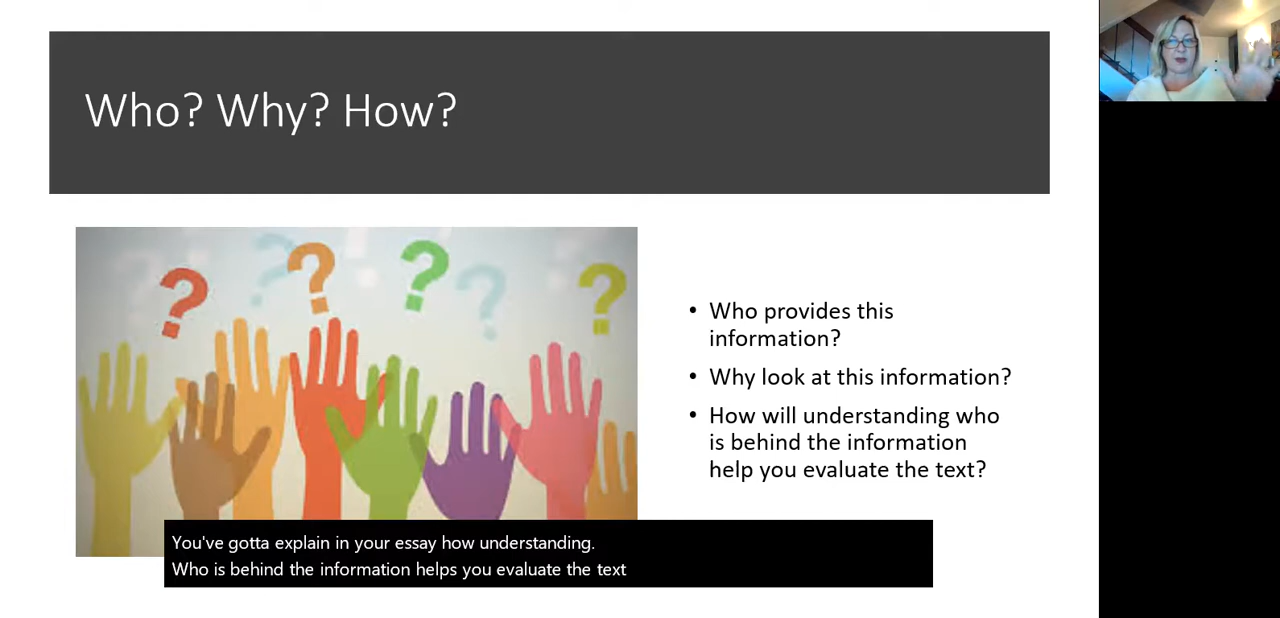 Who? Why? How?
? ? ? ? ? ?
• Who provides this
information?
• Why look at this information?
• How will understanding who
is behind the information
help you evaluate the text?
You've gotta explain in your essay how understanding.
Who is behind the information helps you evaluate the text